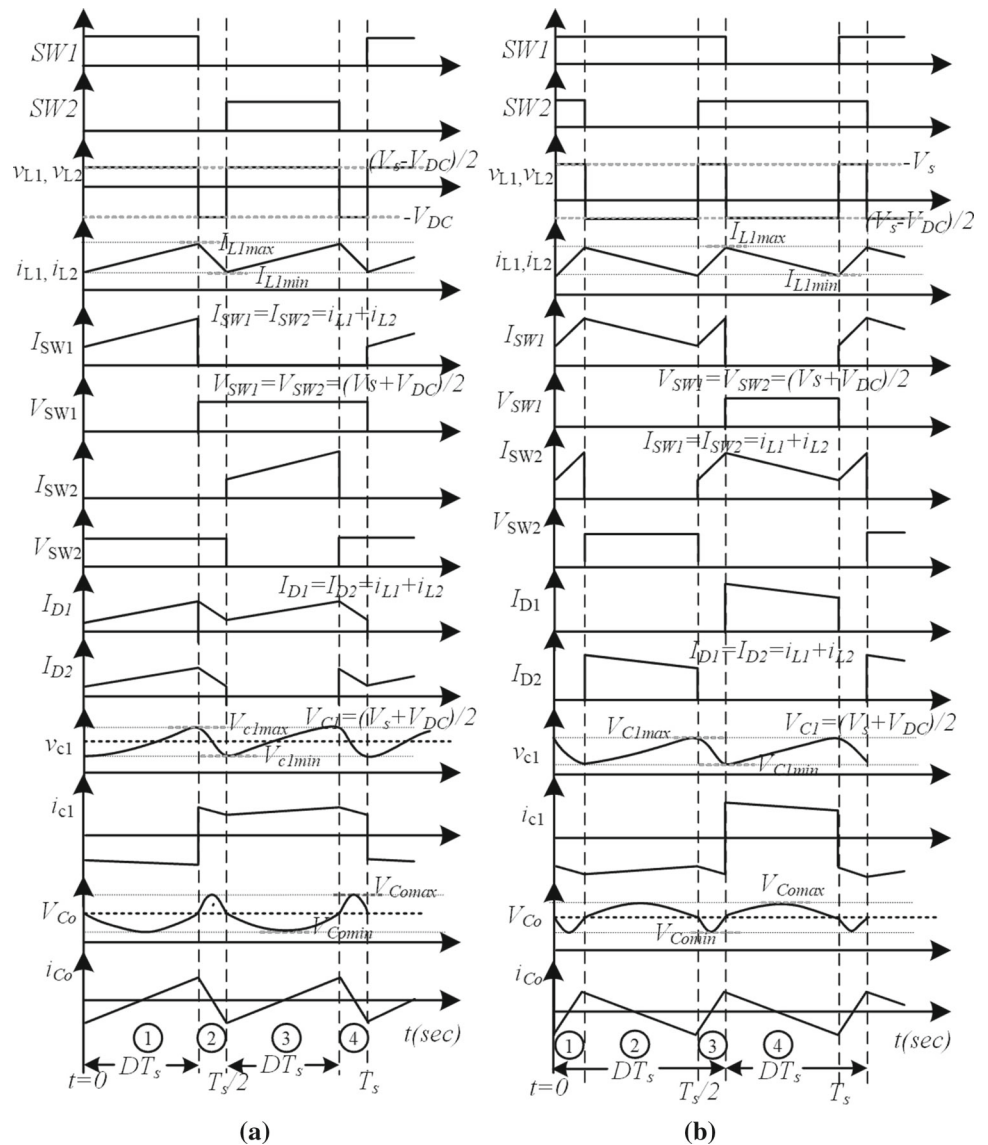 SW1
SW2
v_L1, v_L2
(V_s-V_DC)/2
-V_DC
i_L1, i_L2
I_L1max
I_L1min
I_SW1=I_SW2=i_L1+i_L2
I_SW1
V_SW1=V_SW2=(Vs+V_DC)/2
V_SW1
I_SW2
V_SW2
I_D1=I_D2=i_L1+i_L2
I_D1
I_D2
V_c1max
V_C1=(V_s+V_DC)/2
v_c1
V_c1min
i_c1
V_Comax
V_Co
V_Comin
i_Co
t(sec)
1 2 3 4
DT_s DT_s
t=0 T_s/2 T_s
(a)
SW1
SW2
-V_s
v_L1, v_L2
(V_s-V_DC)/2
I_L1max
i_L1, i_L2
I_L1min
I_SW1
V_SW1=V_SW2=(Vs+V_DC)/2
V_SW1
I_SW1=I_SW2=i_L1+i_L2
I_SW2
V_SW2
I_D1
I_D1=I_D2=i_L1+i_L2
I_D2
V_C1max
V_C1=(V_s+V_DC)/2
v_c1
V_C1min
i_c1
V_Comax
V_Co
V_Comin
i_Co
t(sec)
1 2 3 4
DT_s DT_s
t=0 T_s/2 T_s
(b)